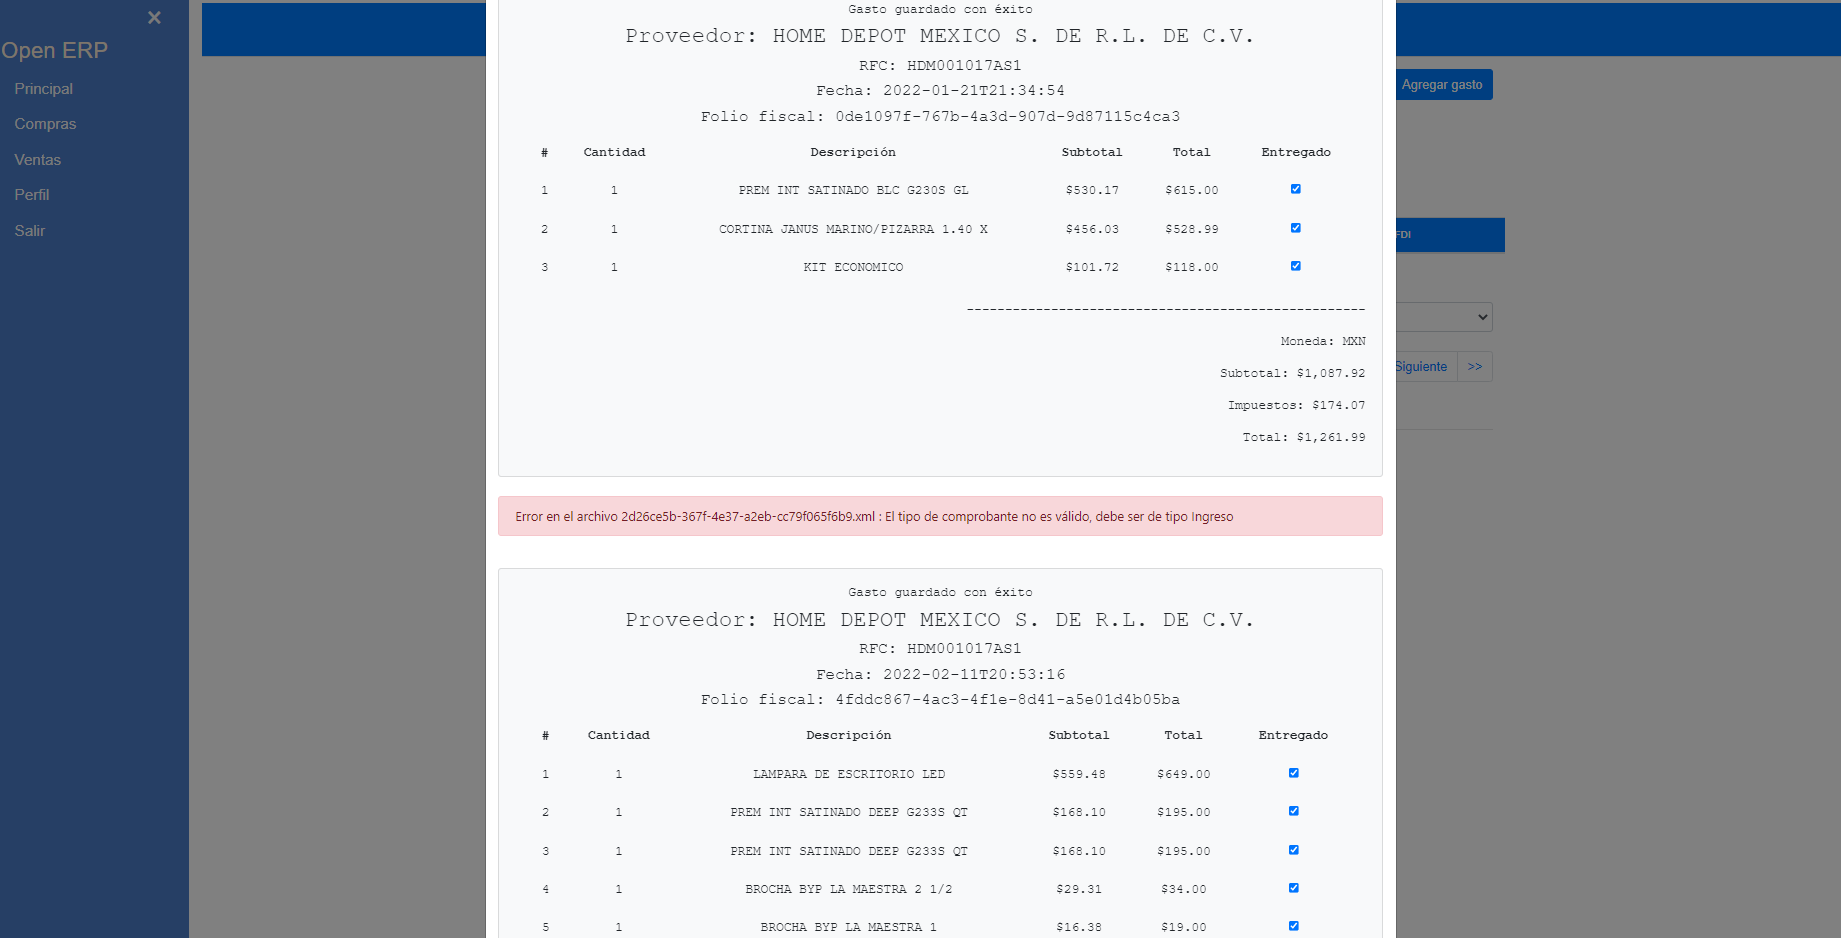 ×
Open ERP
Principal
Compras
Ventas
Perfil
Salir
Agregar gasto
FDI
Siguiente >>
Gasto guardado con éxito
Proveedor: HOME DEPOT MEXICO S. DE R.L. DE C.V.
RFC: HDM001017AS1
Fecha: 2022-01-21T21:34:54
Folio fiscal: 0de1097f-767b-4a3d-907d-9d87115c4ca3
# Cantidad Descripción Subtotal Total Entregado
1 1 PREM INT SATINADO BLC G230S GL $530.17 $615.00
2 1 CORTINA JANUS MARINO/PIZARRA 1.40 X $456.03 $528.99
3 1 KIT ECONOMICO $101.72 $118.00
----------------------------------------------------
Moneda: MXN
Subtotal: $1,087.92
Impuestos: $174.07
Total: $1,261.99
Error en el archivo 2d26ce5b-367f-4e37-a2eb-cc79f065f6b9.xml : El tipo de comprobante no es válido, debe ser de tipo Ingreso
Gasto guardado con éxito
Proveedor: HOME DEPOT MEXICO S. DE R.L. DE C.V.
RFC: HDM001017AS1
Fecha: 2022-02-11T20:53:16
Folio fiscal: 4fddc867-4ac3-4f1e-8d41-a5e01d4b05ba
# Cantidad Descripción Subtotal Total Entregado
1 1 LAMPARA DE ESCRITORIO LED $559.48 $649.00
2 1 PREM INT SATINADO DEEP G233S QT $168.10 $195.00
3 1 PREM INT SATINADO DEEP G233S QT $168.10 $195.00
4 1 BROCHA BYP LA MAESTRA 2 1/2 $29.31 $34.00
5 1 BROCHA BYP LA MAESTRA 1 $16.38 $19.00